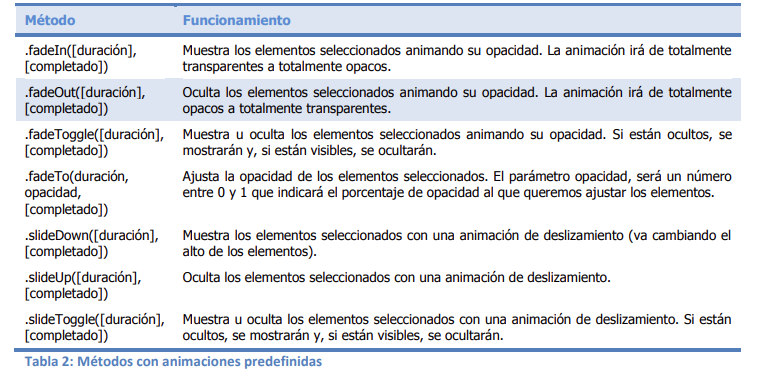 Método Funcionamiento
.fadeIn([duración], Muestra los elementos seleccionados animando su opacidad. La animación irá de totalmente
[completado]) transparentes a totalmente opacos.
.fadeOut([duración], Oculta los elementos seleccionados animando su opacidad. La animación irá de totalmente
[completado]) opacos a totalmente transparentes.
.fadeToggle([duración], Muestra u oculta los elementos seleccionados animando su opacidad. Si están ocultos, se
[completado]) mostrarán y, si están visibles, se ocultarán.
.fadeTo(duración, Ajusta la opacidad de los elementos seleccionados. El parámetro opacidad, será un número
opacidad, entre 0 y 1 que indicará el porcentaje de opacidad al que queremos ajustar los elementos.
[completado])
.slideDown([duración], Muestra los elementos seleccionados con una animación de deslizamiento (va cambiando el
[completado]) alto de los elementos).
.slideUp([duración], Oculta los elementos seleccionados con una animación de deslizamiento.
[completado])
.slideToggle([duración], Muestra u oculta los elementos seleccionados con una animación de deslizamiento. Si están
[completado]) ocultos, se mostrarán y, si están visibles, se ocultarán.
Tabla 2: Métodos con animaciones predefinidas